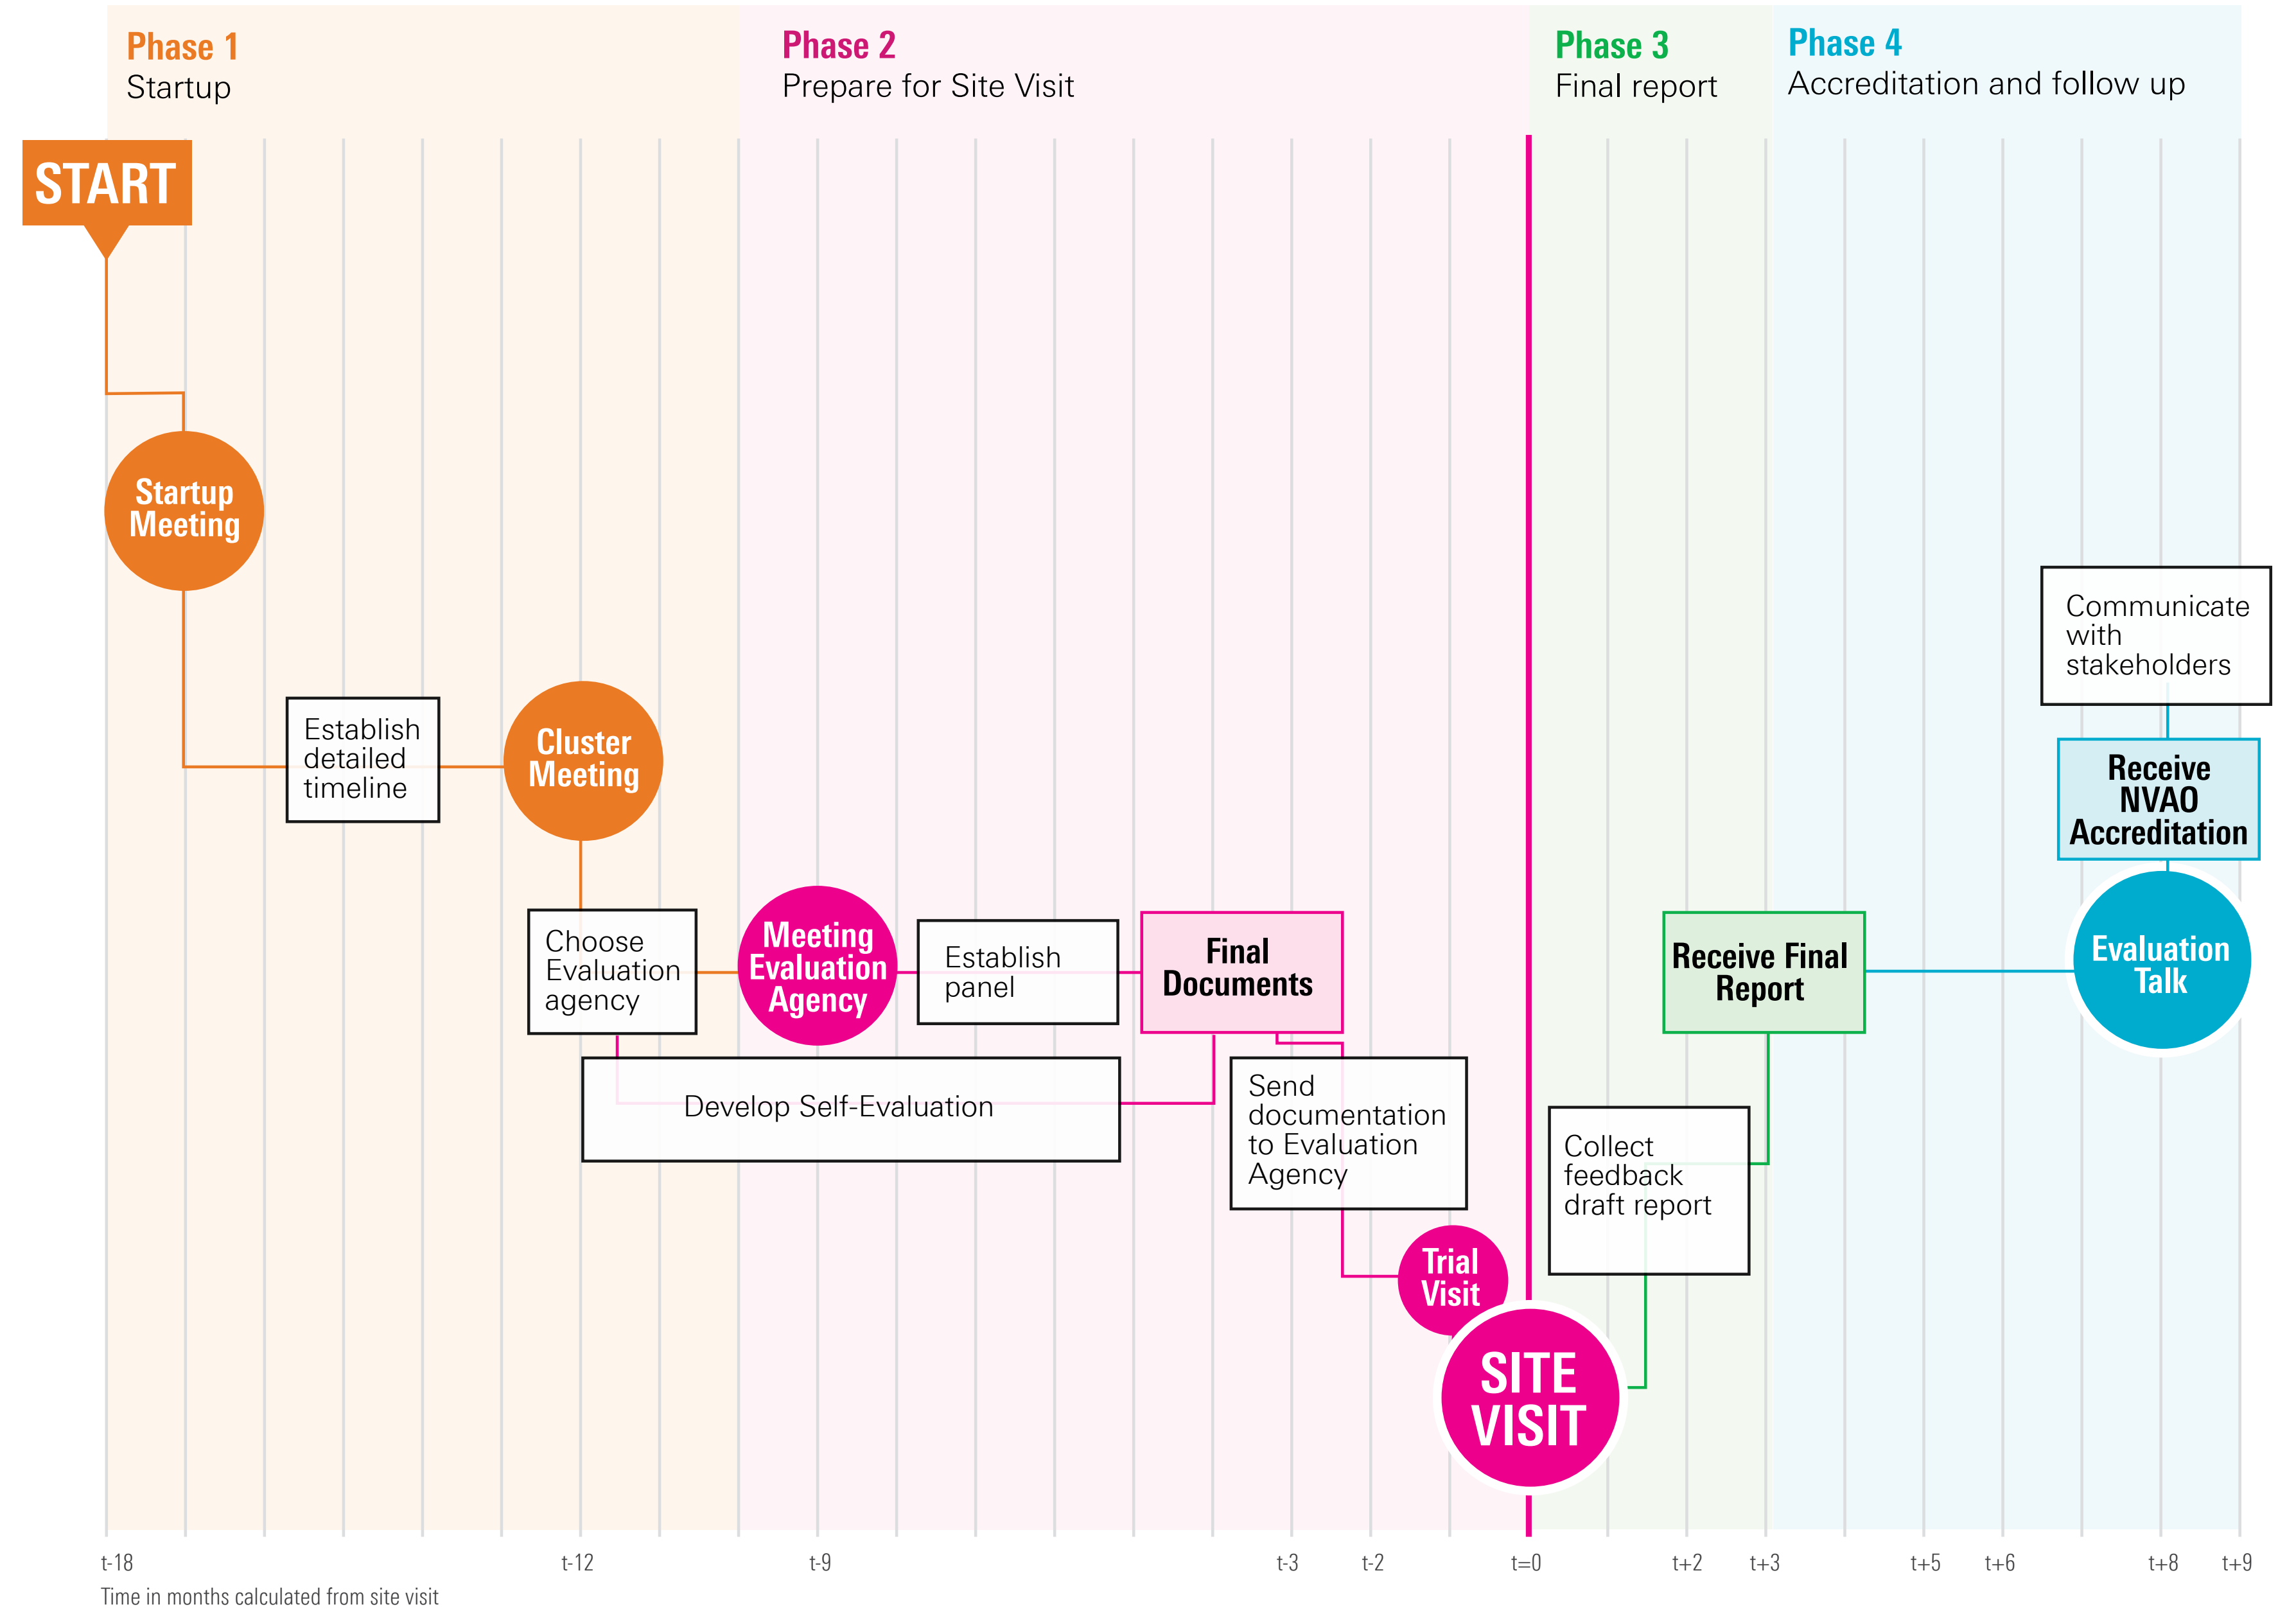 Phase 1
Startup
Phase 2
Prepare for Site Visit
Phase 3
Final report
Phase 4
Accreditation and follow up
START
Startup
Meeting
Establish
detailed
timeline
Cluster
Meeting
Choose
Evaluation
agency
Meeting
Evaluation
Agency
Establish
panel
Final
Documents
Develop Self-Evaluation
Send
documentation
to Evaluation
Agency
Trial
Visit
SITE
VISIT
Collect
feedback
draft report
Receive Final
Report
Communicate
with
stakeholders
Receive
NVAO
Accreditation
Evaluation
Talk
t-18
t-12
t-9
t-3
t-2
t=0
t+2
t+3
t+5
t+6
t+8
t+9
Time in months calculated from site visit